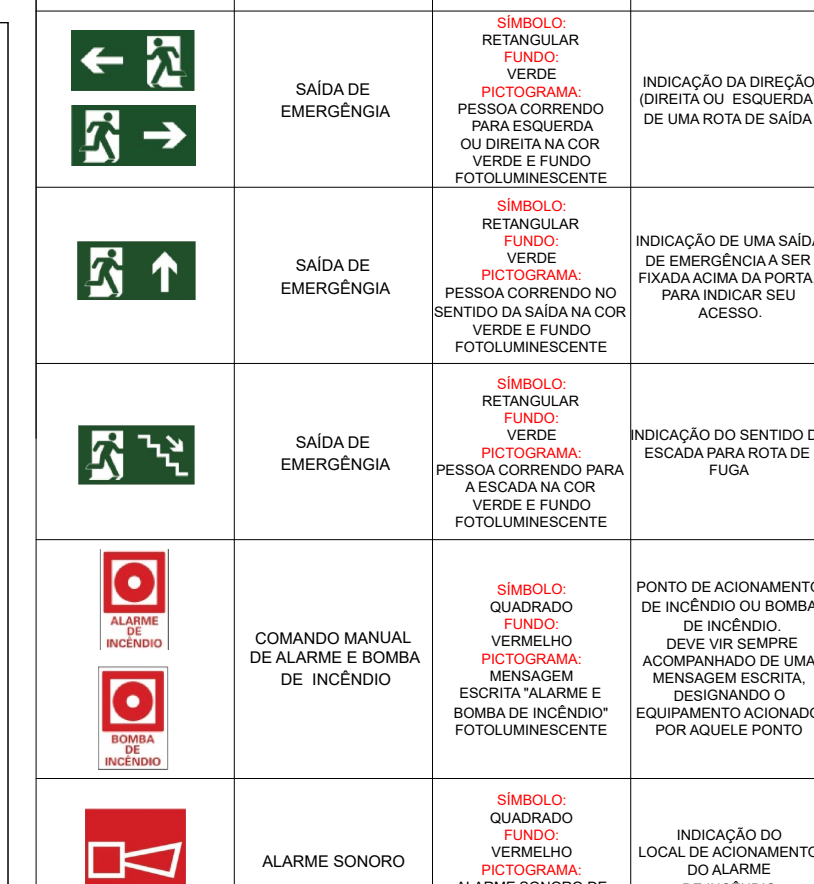 SAÍDA DE
EMERGÊNGIA
SÍMBOLO:
RETANGULAR
FUNDO:
VERDE
PICTOGRAMA:
PESSOA CORRENDO
PARA ESQUERDA
OU DIREITA NA COR
VERDE E FUNDO
FOTOLUMINESCENTE
INDICAÇÃO DA DIREÇÃO
(DIREITA OU ESQUERDA
DE UMA ROTA DE SAÍDA
SAÍDA DE
EMERGÊNGIA
SÍMBOLO:
RETANGULAR
FUNDO:
VERDE
PICTOGRAMA:
PESSOA CORRENDO NO
SENTIDO DA SAÍDA NA COR
VERDE E FUNDO
FOTOLUMINESCENTE
INDICAÇÃO DE UMA SAÍDA
DE EMERGÊNCIA A SER
FIXADA ACIMA DA PORTA
PARA INDICAR SEU
ACESSO.
SAÍDA DE
EMERGÊNGIA
SÍMBOLO:
RETANGULAR
FUNDO:
VERDE
PICTOGRAMA:
PESSOA CORRENDO PARA
A ESCADA NA COR
VERDE E FUNDO
FOTOLUMINESCENTE
INDICAÇÃO DO SENTIDO
ESCADA PARA ROTA DE
FUGA
ALARME
DE
INCÊNDIO
BOMBA
DE
INCÊNDIO
COMANDO MANUAL
DE ALARME E BOMBA
DE INCÊNDIO
SÍMBOLO:
QUADRADO
FUNDO:
VERMELHO
PICTOGRAMA:
MENSAGEM
ESCRITA "ALARME E
BOMBA DE INCÊNDIO"
FOTOLUMINESCENTE
PONTO DE ACIONAMENTO
DE INCÊNDIO OU BOMBA
DE INCÊNDIO.
DEVE VIR SEMPRE
ACOMPANHADO DE UMA
MENSAGEM ESCRITA,
DESIGNANDO O
EQUIPAMENTO ACIONADO
POR AQUELE PONTO
ALARME SONORO
SÍMBOLO:
QUADRADO
FUNDO:
VERMELHO
PICTOGRAMA:
ALARME SONORO DE
INDICAÇÃO DO
LOCAL DE ACIONAMENTO
DO ALARME